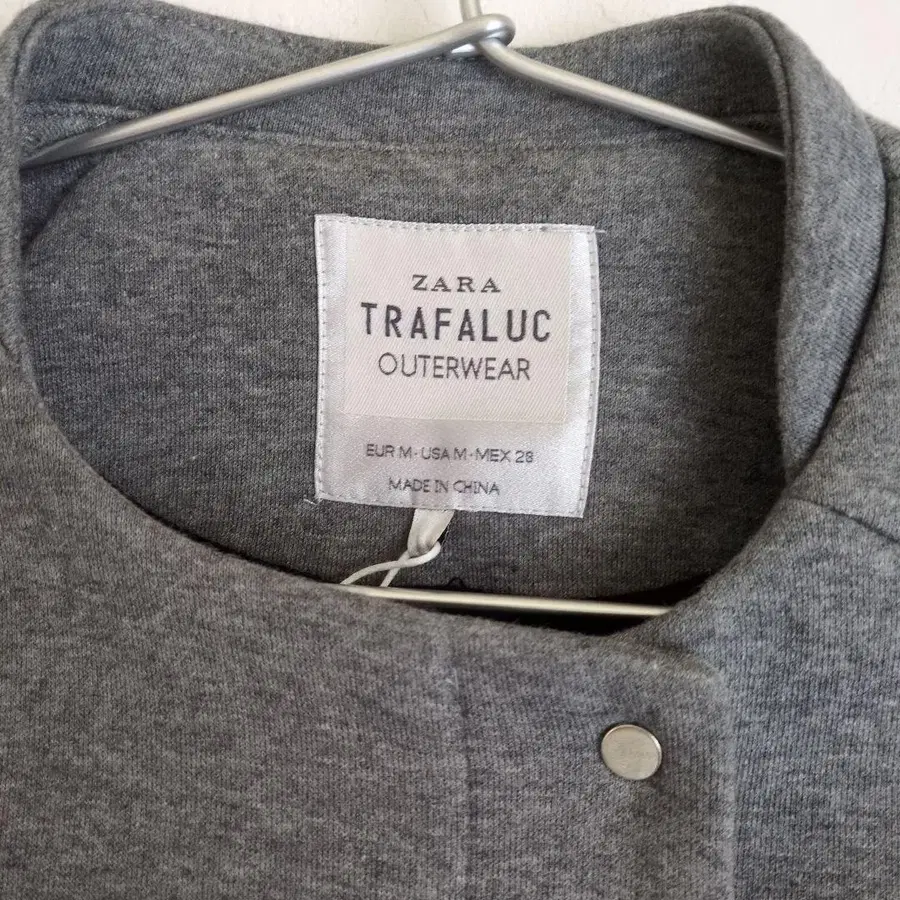 ZARA
TRAFALUC
OUTERWEAR
EUR M - USA M - MEX 28
MADE IN CHINA